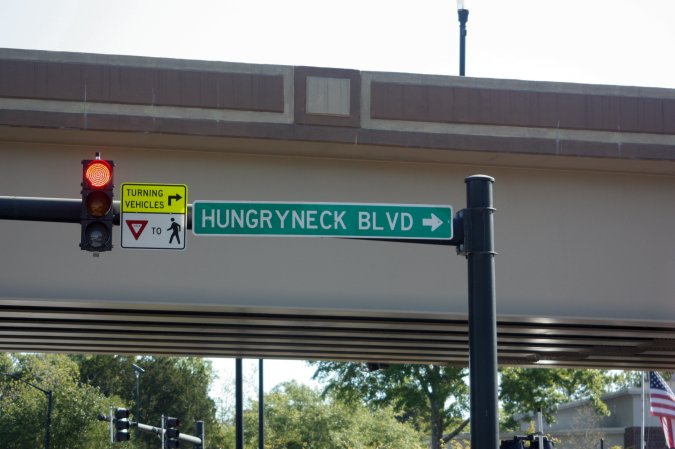 TURNING
VEHICLES
TO
HUNGRYNECK BLVD